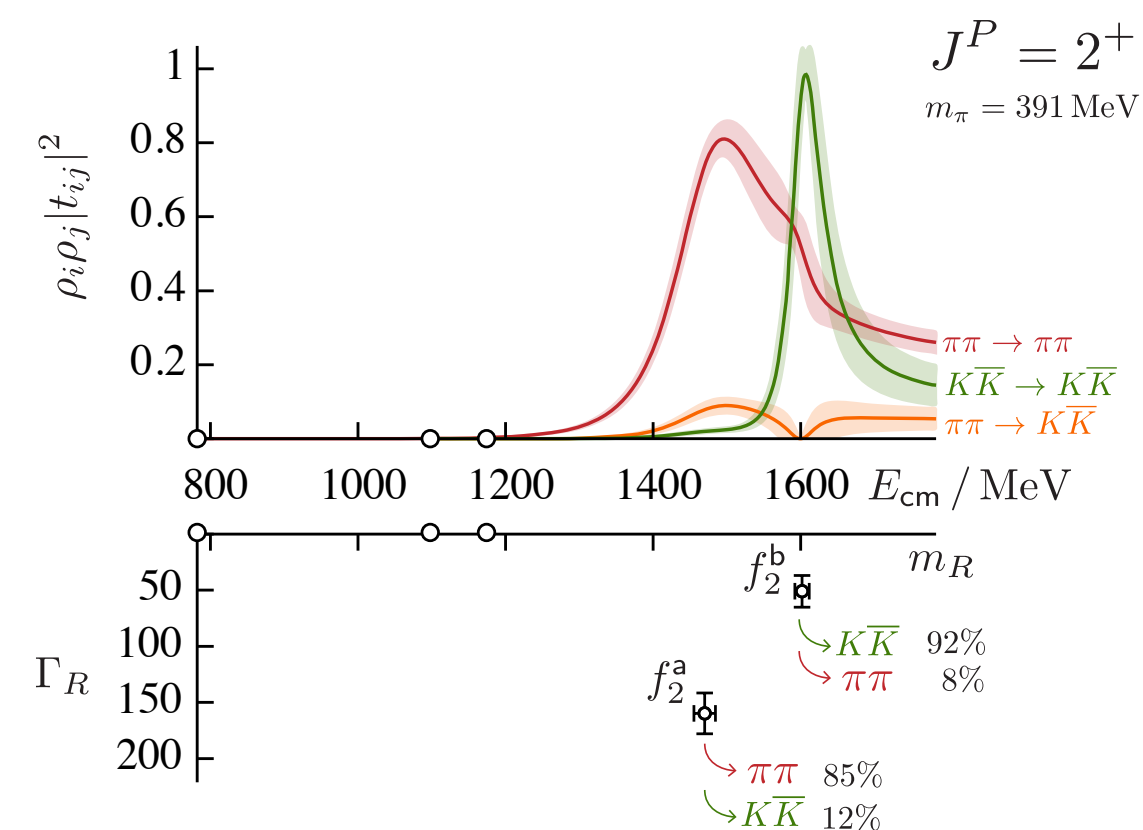 J^P = 2^+
m_π = 391 MeV
ρ_iρ_j|t_ij|^2
1
0.8
0.6
0.4
0.2
ππ → ππ
KK̅ → KK̅
ππ → KK̅
800 1000 1200 1400 1600 E_cm / MeV
m_R
Γ_R
50
100
150
200
f_2^b
KK̅ 92%
ππ 8%
f_2^a
ππ 85%
KK̅ 12%